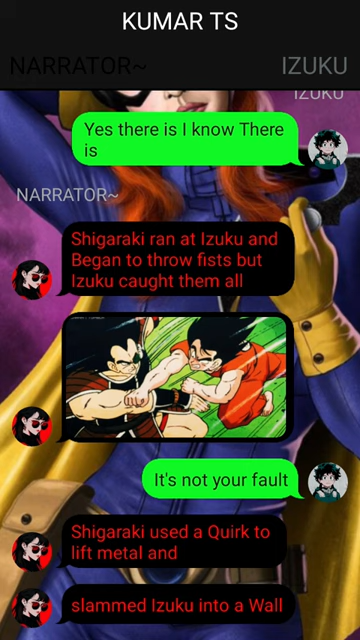 KUMAR TS
NARRATOR~
IZUKU
IZUKU
Yes there is I know There
is
NARRATOR~
Shigaraki ran at Izuku and
Began to throw fists but
Izuku caught them all
It's not your fault
Shigaraki used a Quirk to
lift metal and
slammed Izuku into a Wall